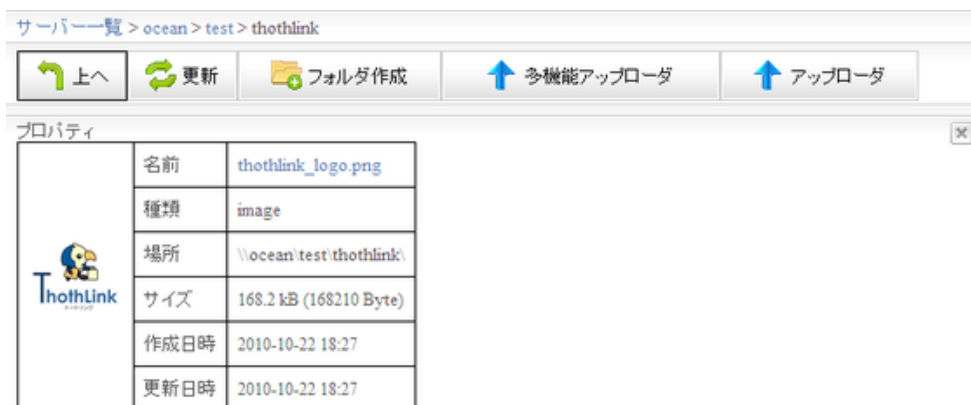 サーバー一覧 > ocean > test > thothlink
上へ 更新 フォルダ作成 多機能アップローダ アップローダ
プロパティ
ThothLink
名前 thothlink_logo.png
種類 image
場所 \\ocean\test\thothlink\
サイズ 168.2 kB (168210 Byte)
作成日時 2010-10-22 18:27
更新日時 2010-10-22 18:27